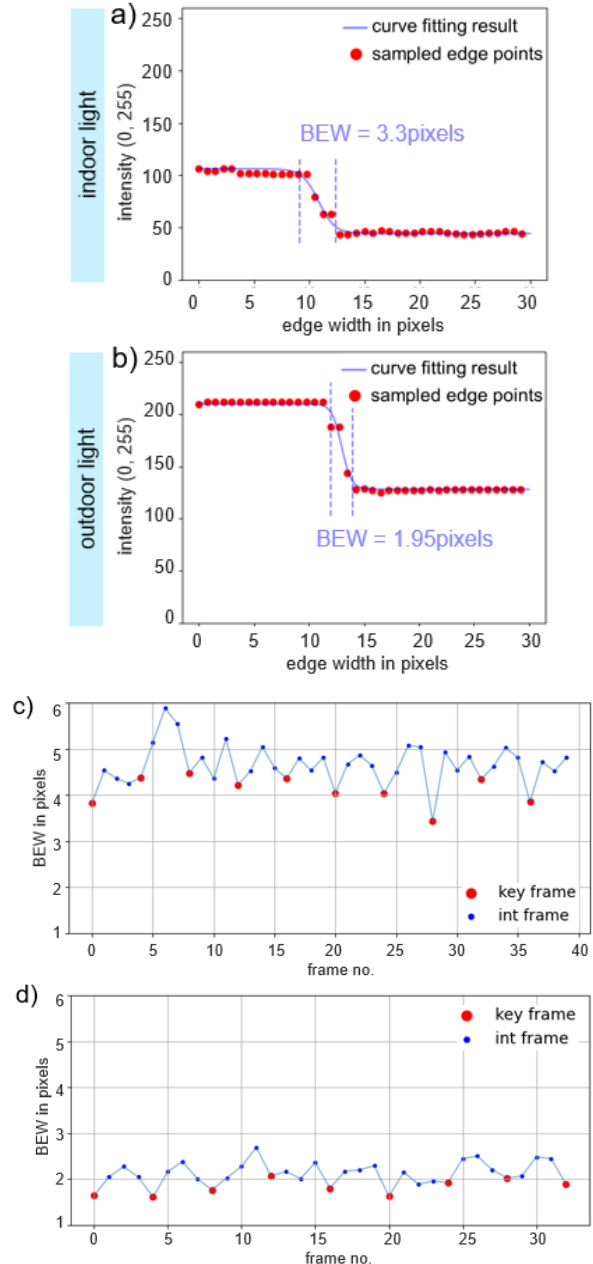 a)
indoor light
intensity (0, 255)
250
200
150
100
50
0
curve fitting result
sampled edge points
BEW = 3.3pixels
0 5 10 15 20 25 30
edge width in pixels
b)
outdoor light
intensity (0, 255)
250
200
150
100
50
0
curve fitting result
sampled edge points
BEW = 1.95pixels
0 5 10 15 20 25 30
edge width in pixels
c)
BEW in pixels
6
5
4
3
2
1
key frame
int frame
0 5 10 15 20 25 30 35 40
frame no.
d)
BEW in pixels
6
5
4
3
2
1
key frame
int frame
0 5 10 15 20 25 30
frame no.